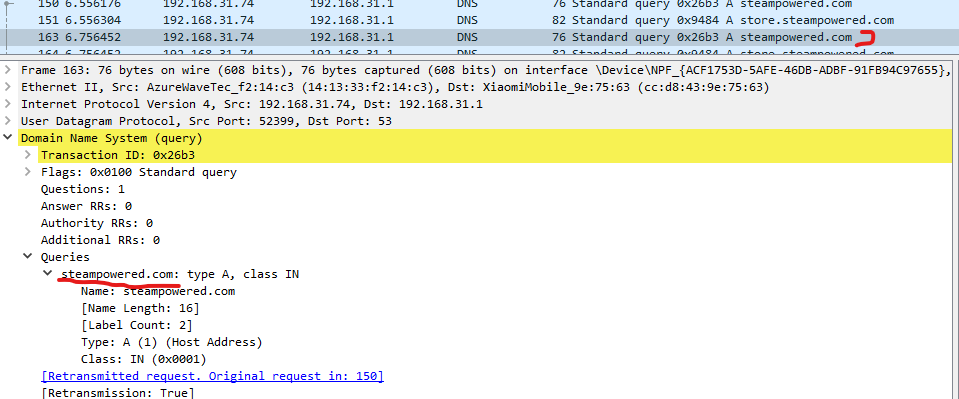 150 6.556176 192.168.31.74 192.168.31.1 DNS 76 Standard query 0x26b3 A steampowered.com
151 6.556304 192.168.31.74 192.168.31.1 DNS 82 Standard query 0x9484 A store.steampowered.com
163 6.756452 192.168.31.74 192.168.31.1 DNS 76 Standard query 0x26b3 A steampowered.com
164 6.756452 192.168.31.74 192.168.31.1 DNS 82 Standard query 0x9484 A store.steampowered.com
Frame 163: 76 bytes on wire (608 bits), 76 bytes captured (608 bits) on interface \Device\NPF_{ACF1753D-5AFE-46DB-ADBF-91FB94C97655},
Ethernet II, Src: AzureWaveTec_f2:14:c3 (14:13:33:f2:14:c3), Dst: XiaomiMobile_9e:75:63 (cc:d8:43:9e:75:63)
Internet Protocol Version 4, Src: 192.168.31.74, Dst: 192.168.31.1
User Datagram Protocol, Src Port: 52399, Dst Port: 53
Domain Name System (query)
Transaction ID: 0x26b3
Flags: 0x0100 Standard query
Questions: 1
Answer RRs: 0
Authority RRs: 0
Additional RRs: 0
Queries
steampowered.com: type A, class IN
Name: steampowered.com
[Name Length: 16]
[Label Count: 2]
Type: A (1) (Host Address)
Class: IN (0x0001)
[Retransmitted request. Original request in: 150]
[Retransmission: True]